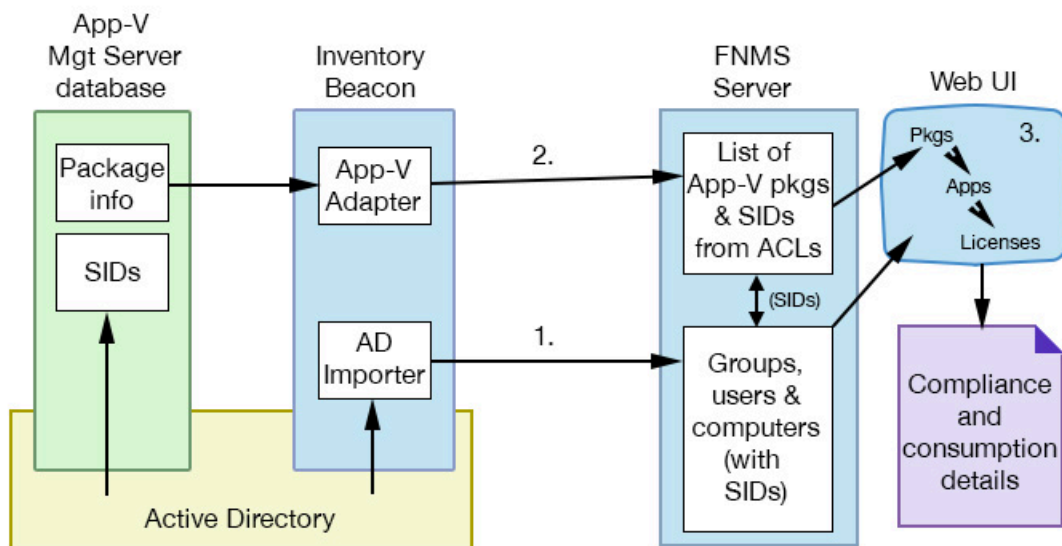 App-V
Mgt Server
database
Inventory
Beacon
FNMS
Server
Web UI
Package
info
SIDs
App-V
Adapter
AD
Importer
2.
1.
List of
App-V pkgs
& SIDs
from ACLs
(SIDs)
Groups,
users &
computers
(with
SIDs)
Pkgs
3.
Apps
Licenses
Compliance
and
consumption
details
Active Directory